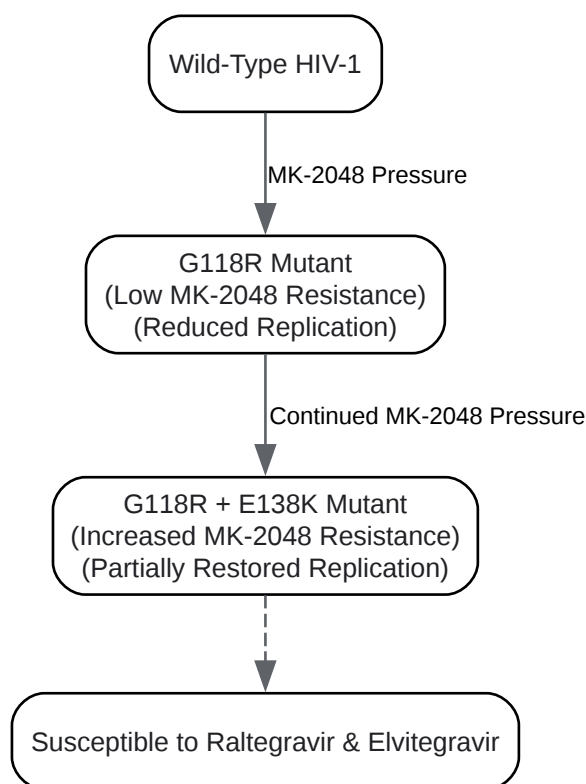 Wild-Type HIV-1
MK-2048 Pressure
G118R Mutant
(Low MK-2048 Resistance)
(Reduced Replication)
Continued MK-2048 Pressure
G118R + E138K Mutant
(Increased MK-2048 Resistance)
(Partially Restored Replication)
Susceptible to Raltegravir & Elvitegravir